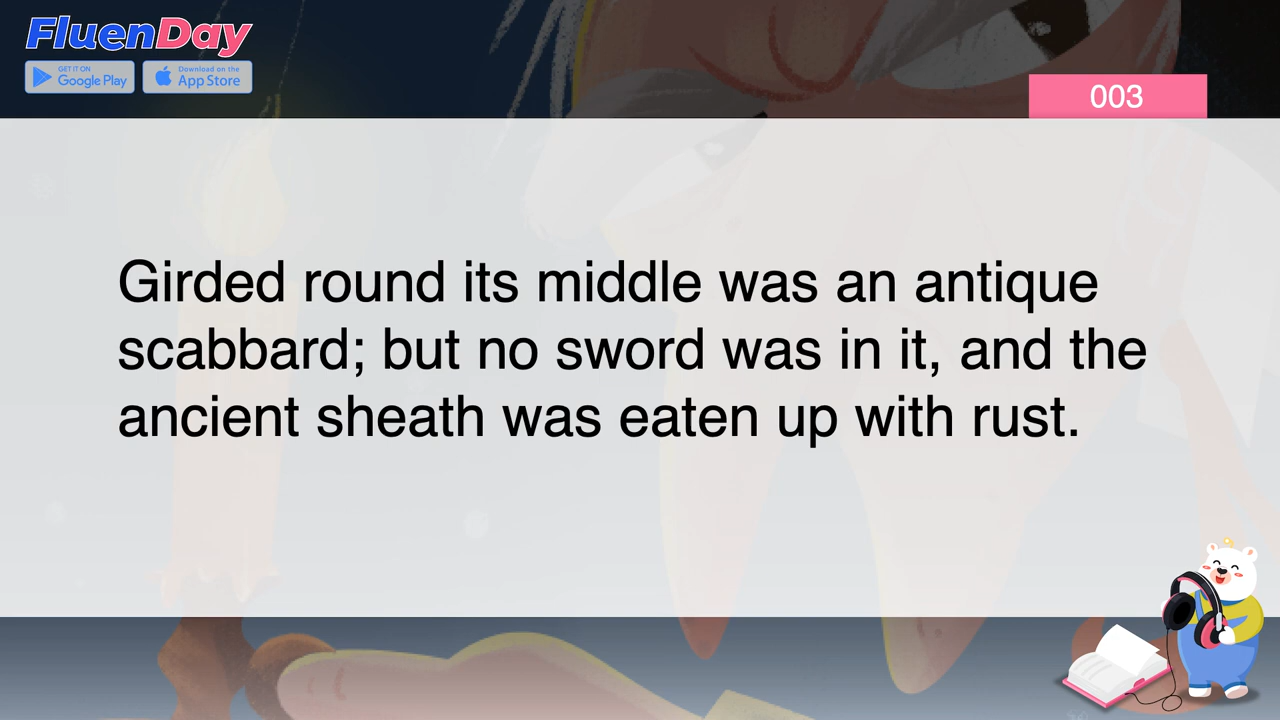 FluenDay
GET IT ON
Google Play
Download on the
App Store
003
Girded round its middle was an antique
scabbard; but no sword was in it, and the
ancient sheath was eaten up with rust.